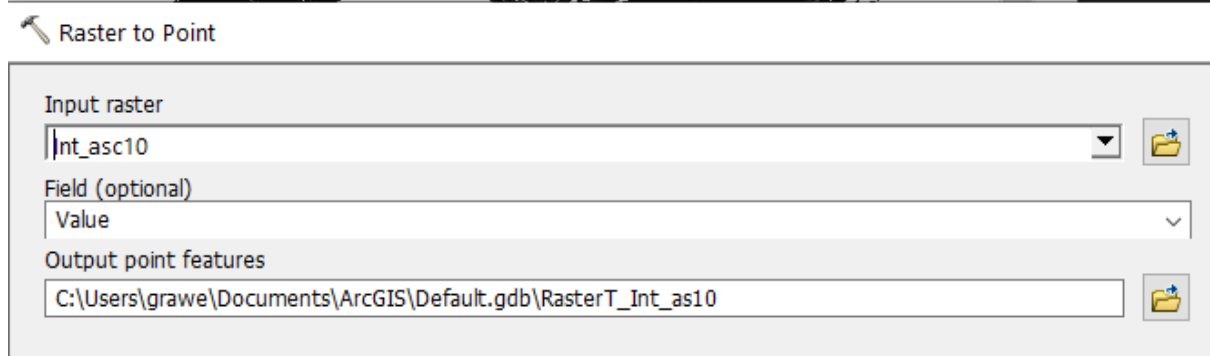 Raster to Point
Input raster
Int_asc10
Field (optional)
Value
Output point features
C:\Users\grawe\Documents\ArcGIS\Default.gdb\RasterT_Int_as10